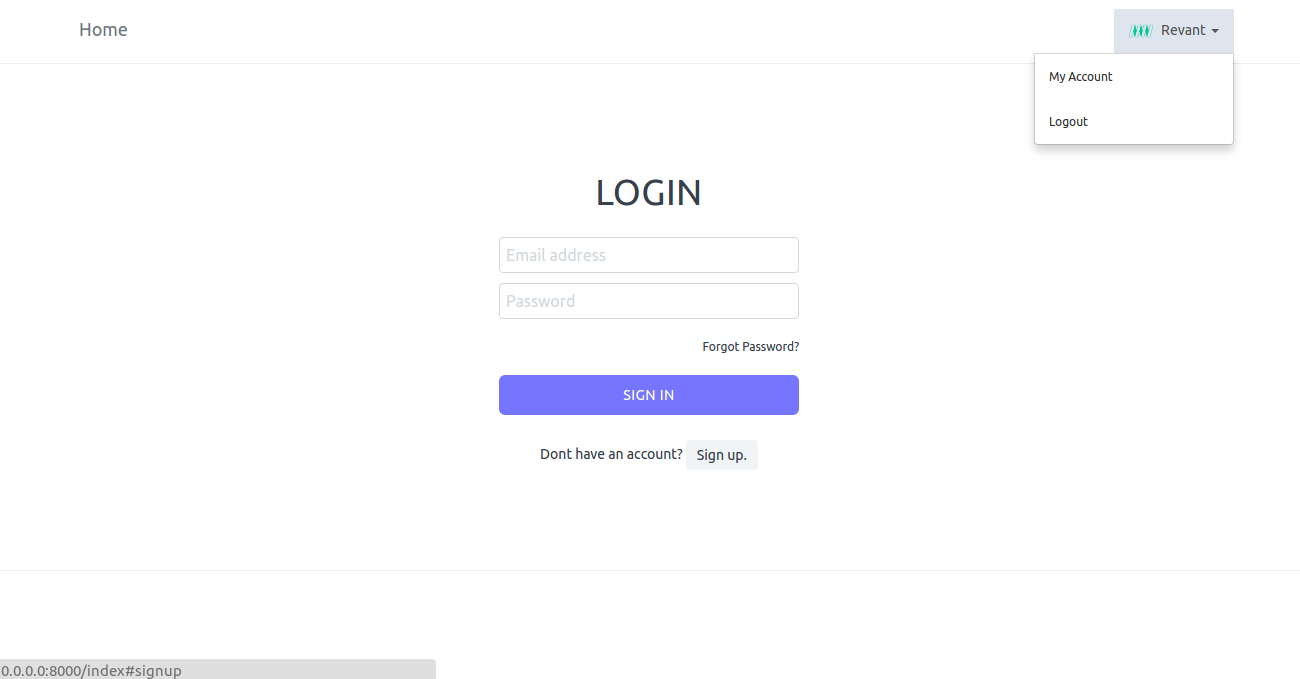 Home
Revant
My Account
Logout
LOGIN
Email address
Password
Forgot Password?
SIGN IN
Dont have an account? Sign up.
0.0.0.0:8000/index#signup